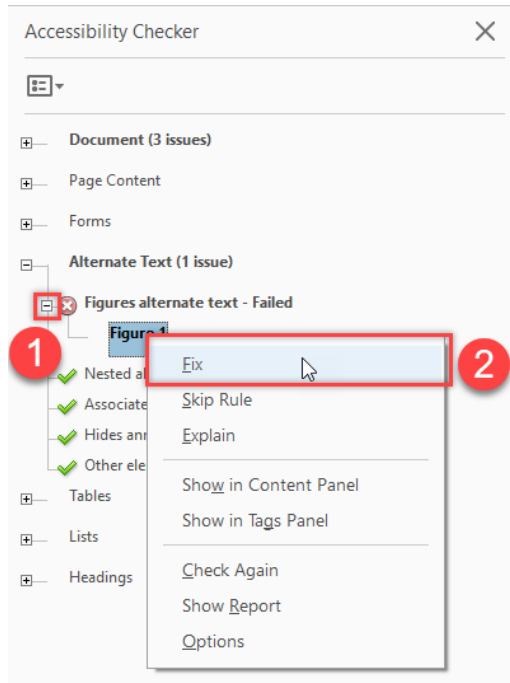 Accessibility Checker
Document (3 issues)
Page Content
Forms
Alternate Text (1 issue)
Figures alternate text - Failed
Figure 1
1
Fix
2
Nested al
Skip Rule
Associate
Hides ann
Explain
Other ele
Show in Content Panel
Tables
Show in Tags Panel
Lists
Headings
Check Again
Show Report
Options